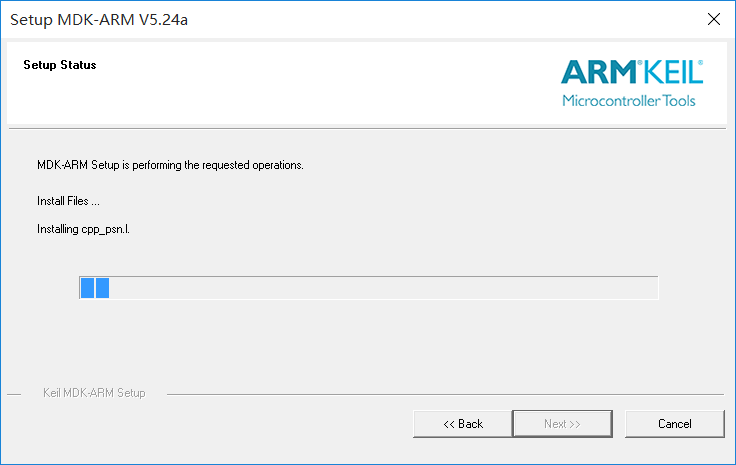 Setup MDK-ARM V5.24a
Setup Status
ARM KEIL
Microcontroller Tools
MDK-ARM Setup is performing the requested operations.
Install Files ...
Installing cpp_psn.l.
Keil MDK-ARM Setup
<< Back
Next >>
Cancel